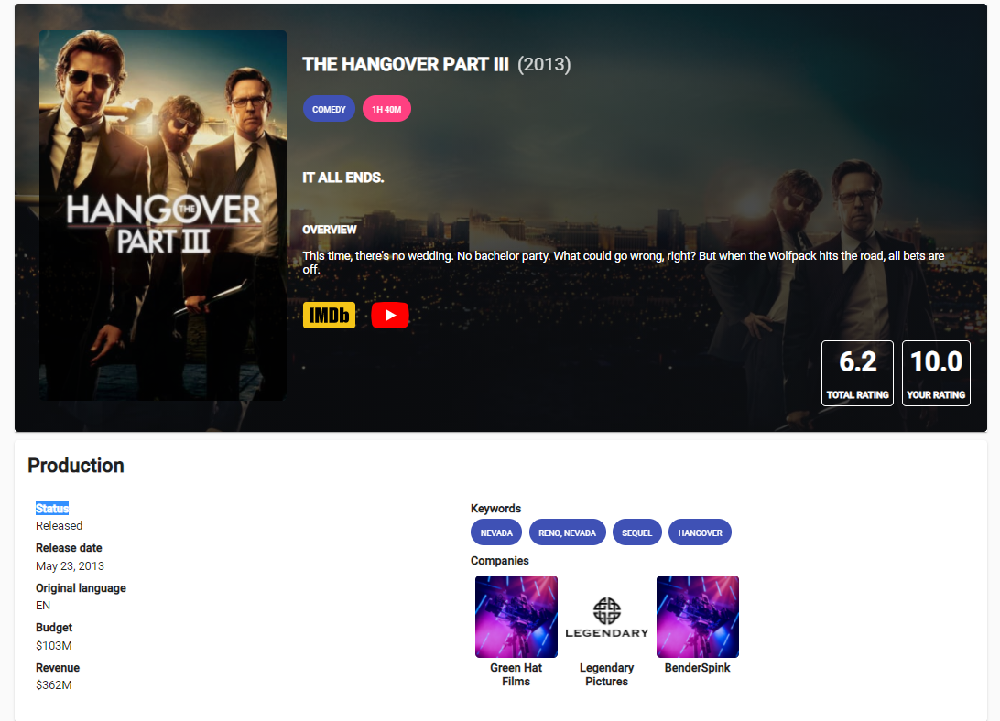 HANGOVER
THE
PART III
THE HANGOVER PART III (2013)
COMEDY
1H 40M
IT ALL ENDS.
OVERVIEW
This time, there's no wedding. No bachelor party. What could go wrong, right? But when the Wolfpack hits the road, all bets are
off.
IMDb
6.2
TOTAL RATING
10.0
YOUR RATING
Production
Status
Released
Release date
May 23, 2013
Original language
EN
Budget
$103M
Revenue
$362M
Keywords
NEVADA
RENO, NEVADA
SEQUEL
HANGOVER
Companies
LEGENDARY
Green Hat
Films
Legendary
Pictures
BenderSpink